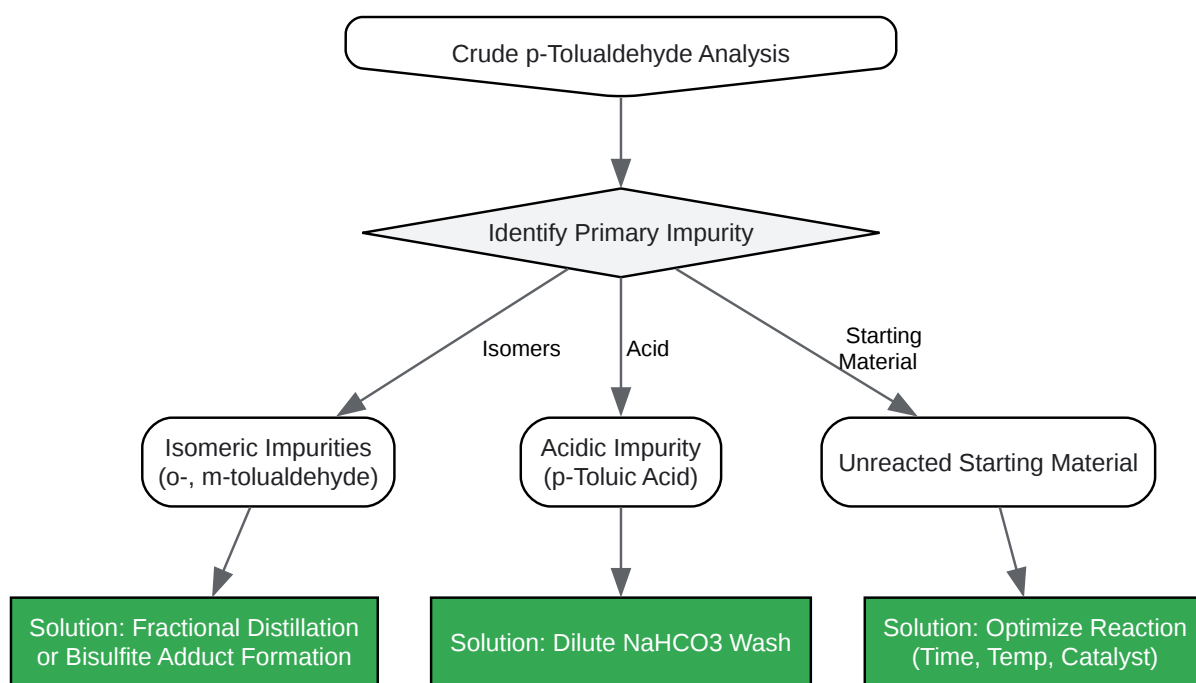 Crude p-Tolualdehyde Analysis
Identify Primary Impurity
Isomers
Acid
Starting
Material
Isomeric Impurities
(o-, m-tolualdehyde)
Acidic Impurity
(p-Toluic Acid)
Unreacted Starting Material
Solution: Fractional Distillation
or Bisulfite Adduct Formation
Solution: Dilute NaHCO3 Wash
Solution: Optimize Reaction
(Time, Temp, Catalyst)